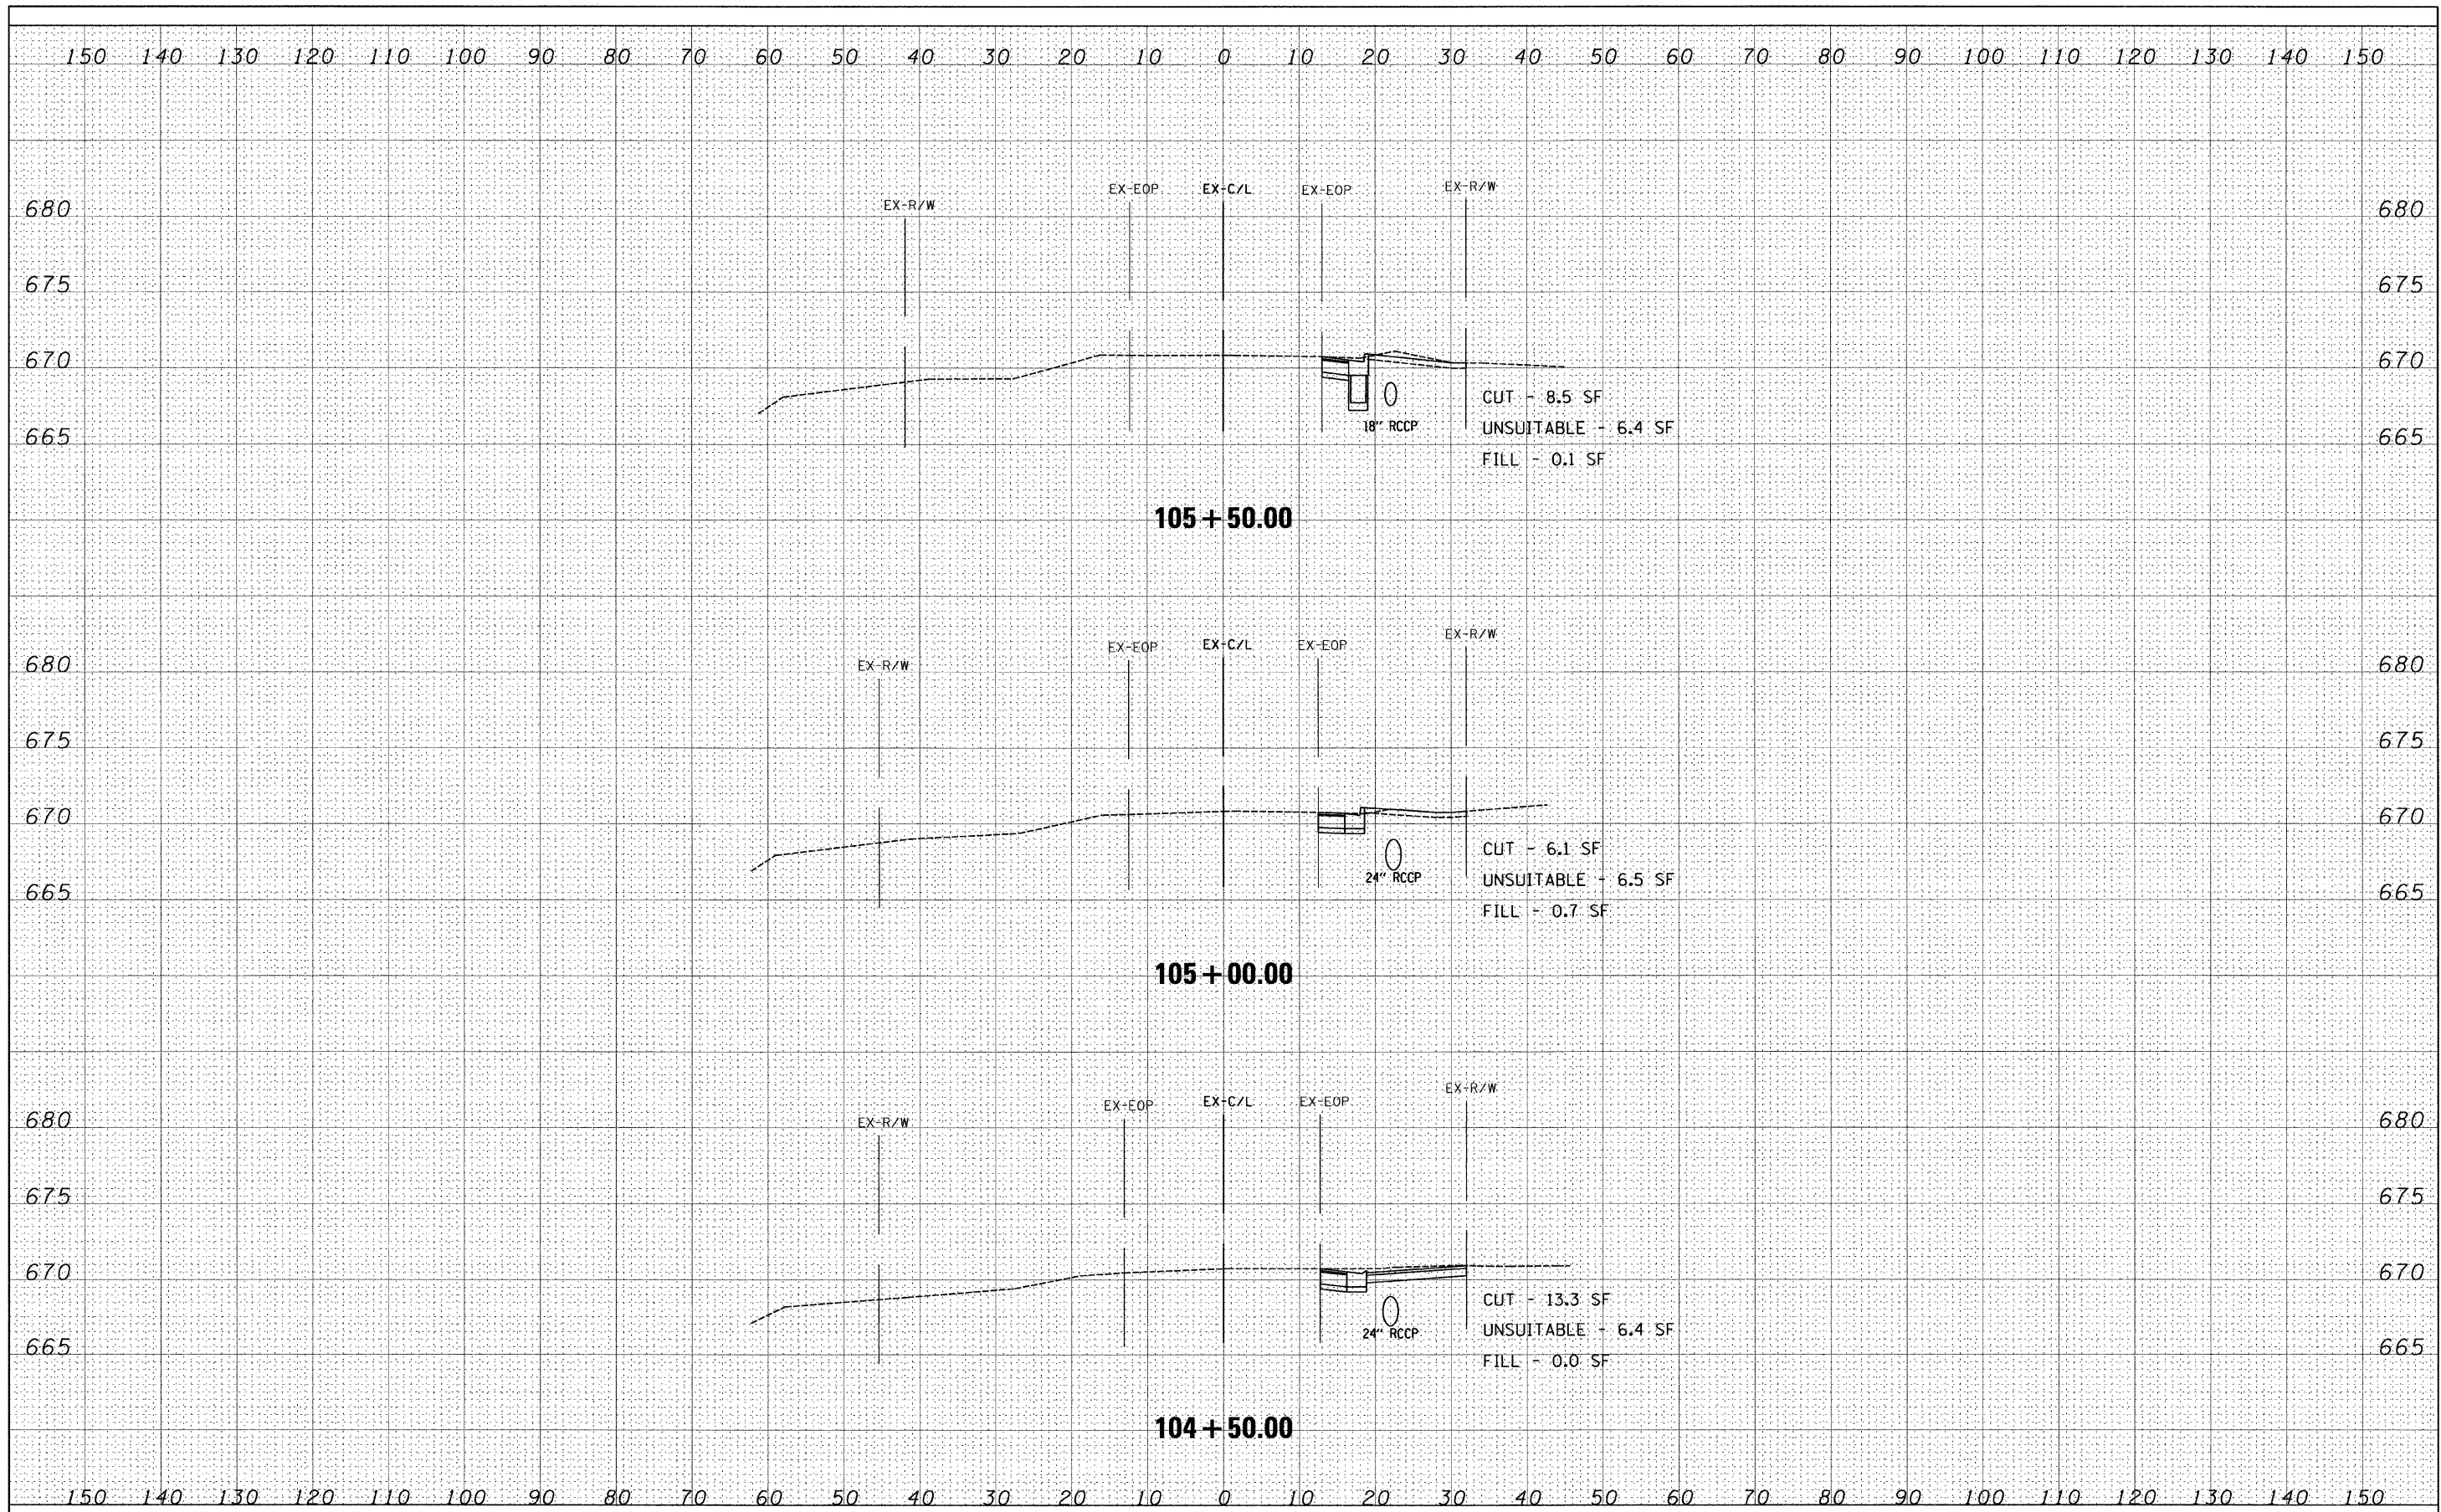 150 140 130 120 110 100 90 80 70 60 50 40 30 20 10 0 10 20 30 40 50 60 70 80 90 100 110 120 130 140 150
EX-EOP EX-C/L EX-EOP EX-R/W
EX-R/W
680 680
675 675
670 670
CUT - 8.5 SF
18" RCCP UNSUITABLE - 6.4 SF
665 665
FILL - 0.1 SF
105+50.00
EX-EOP EX-C/L EX-EOP EX-R/W
EX-R/W
680 680
675 675
670 670
CUT - 6.1 SF
24" RCCP UNSUITABLE - 6.5 SF
665 665
FILL - 0.7 SF
105+00.00
EX-EOP EX-C/L EX-EOP EX-R/W
EX-R/W
680 680
675 675
670 670
CUT - 13.3 SF
24" RCCP UNSUITABLE - 6.4 SF
665 665
FILL - 0.0 SF
104+50.00
150 140 130 120 110 100 90 80 70 60 50 40 30 20 10 0 10 20 30 40 50 60 70 80 90 100 110 120 130 140 150